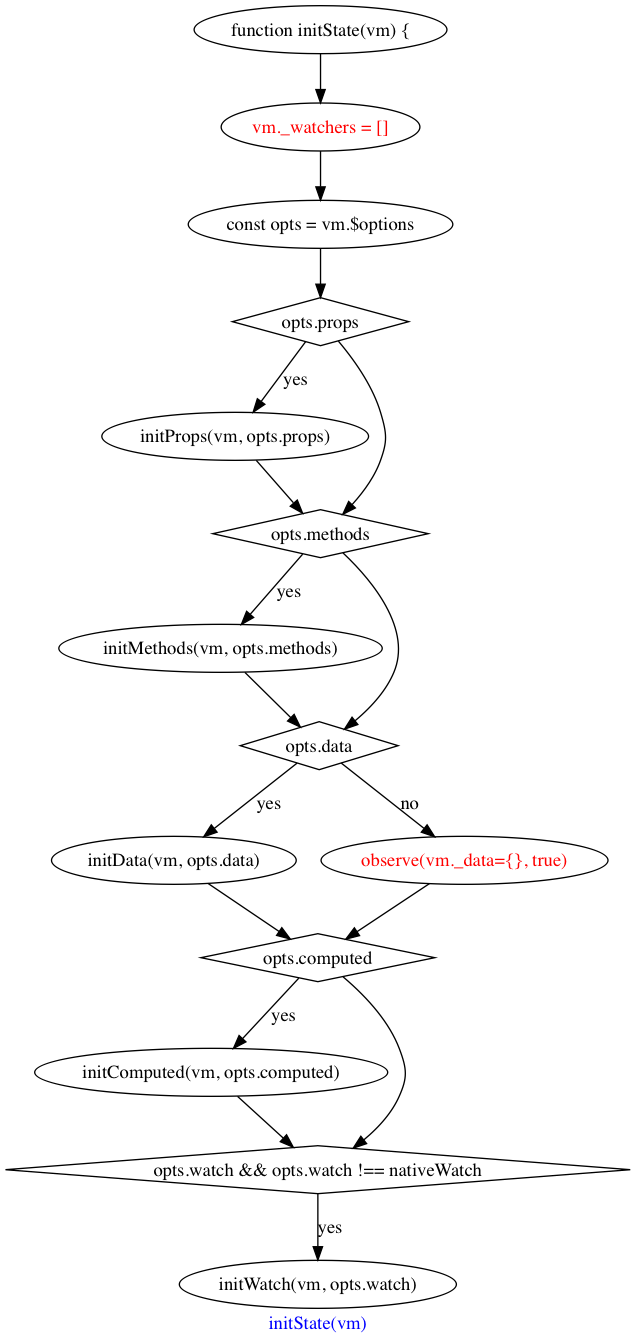 function initState(vm) {
vm._watchers = []
const opts = vm.$options
opts.props
yes
initProps(vm, opts.props)
opts.methods
yes
initMethods(vm, opts.methods)
opts.data
yes
no
initData(vm, opts.data)
observe(vm._data={}, true)
opts.computed
yes
initComputed(vm, opts.computed)
opts.watch && opts.watch !== nativeWatch
yes
initWatch(vm, opts.watch)
initState(vm)